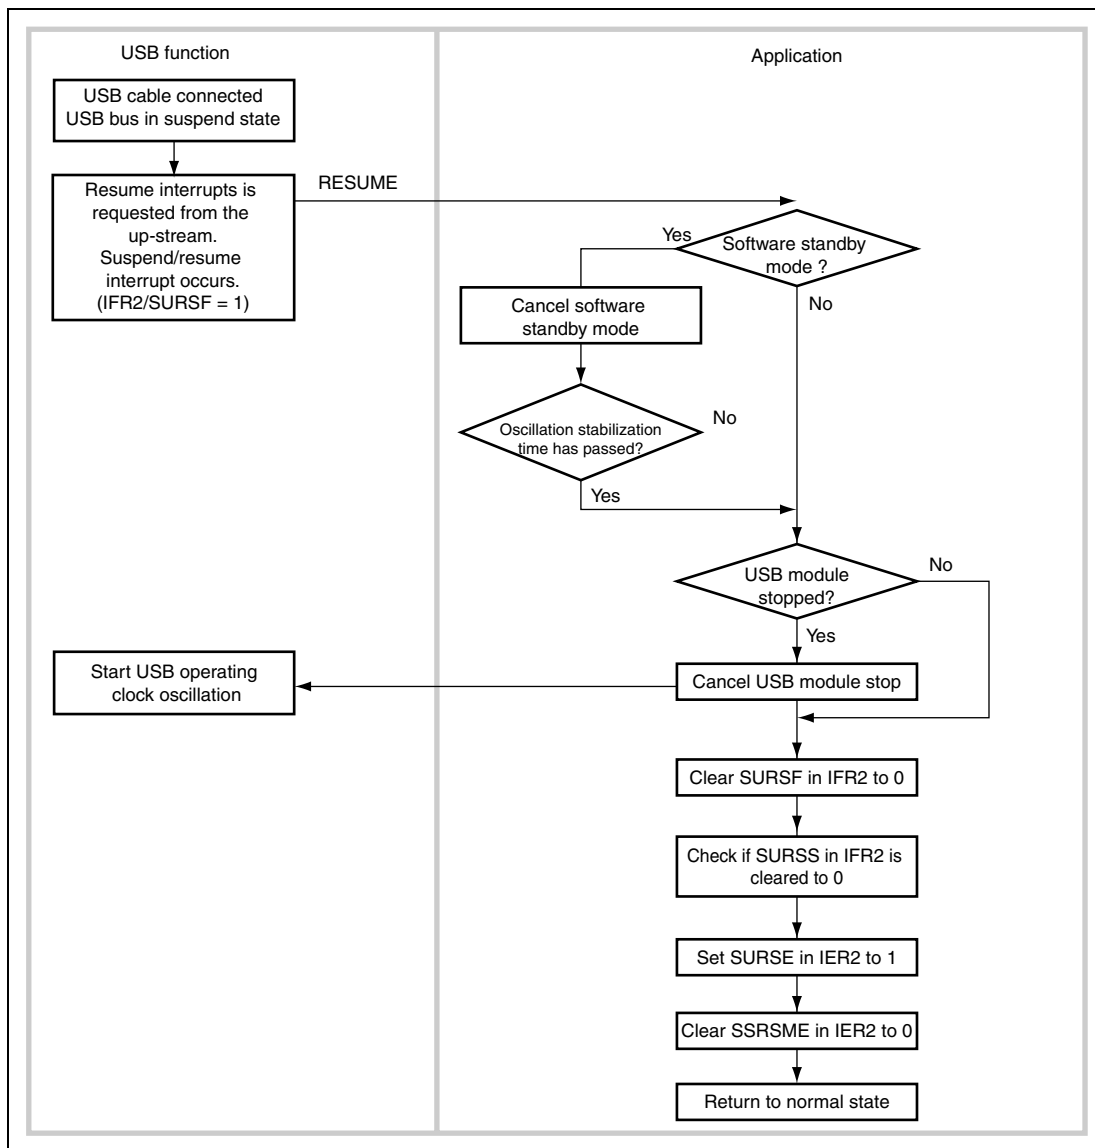 USB function
Application
USB cable connected
USB bus in suspend state
Resume interrupts is
requested from the
up-stream.
Suspend/resume
interrupt occurs.
(IFR2/SURSF = 1)
RESUME
Yes
Software standby
mode ?
No
Cancel software
standby mode
Oscillation stabilization
time has passed?
No
Yes
USB module
stopped?
No
Yes
Start USB operating
clock oscillation
Cancel USB module stop
Clear SURSF in IFR2 to 0
Check if SURSS in IFR2 is
cleared to 0
Set SURSE in IER2 to 1
Clear SSRSME in IER2 to 0
Return to normal state